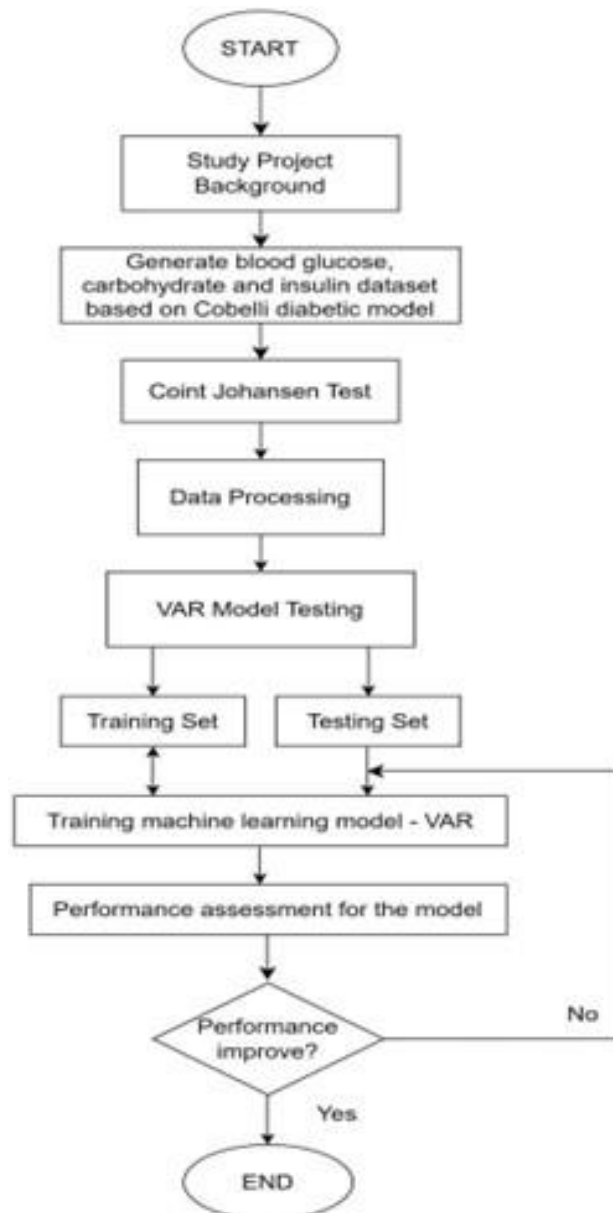 START
Study Project
Background
Generate blood glucose,
carbohydrate and insulin dataset
based on Cobelli diabetic model
Coint Johansen Test
Data Processing
VAR Model Testing
Training Set
Testing Set
Training machine learning model - VAR
Performance assessment for the model
Performance
improve?
No
Yes
END